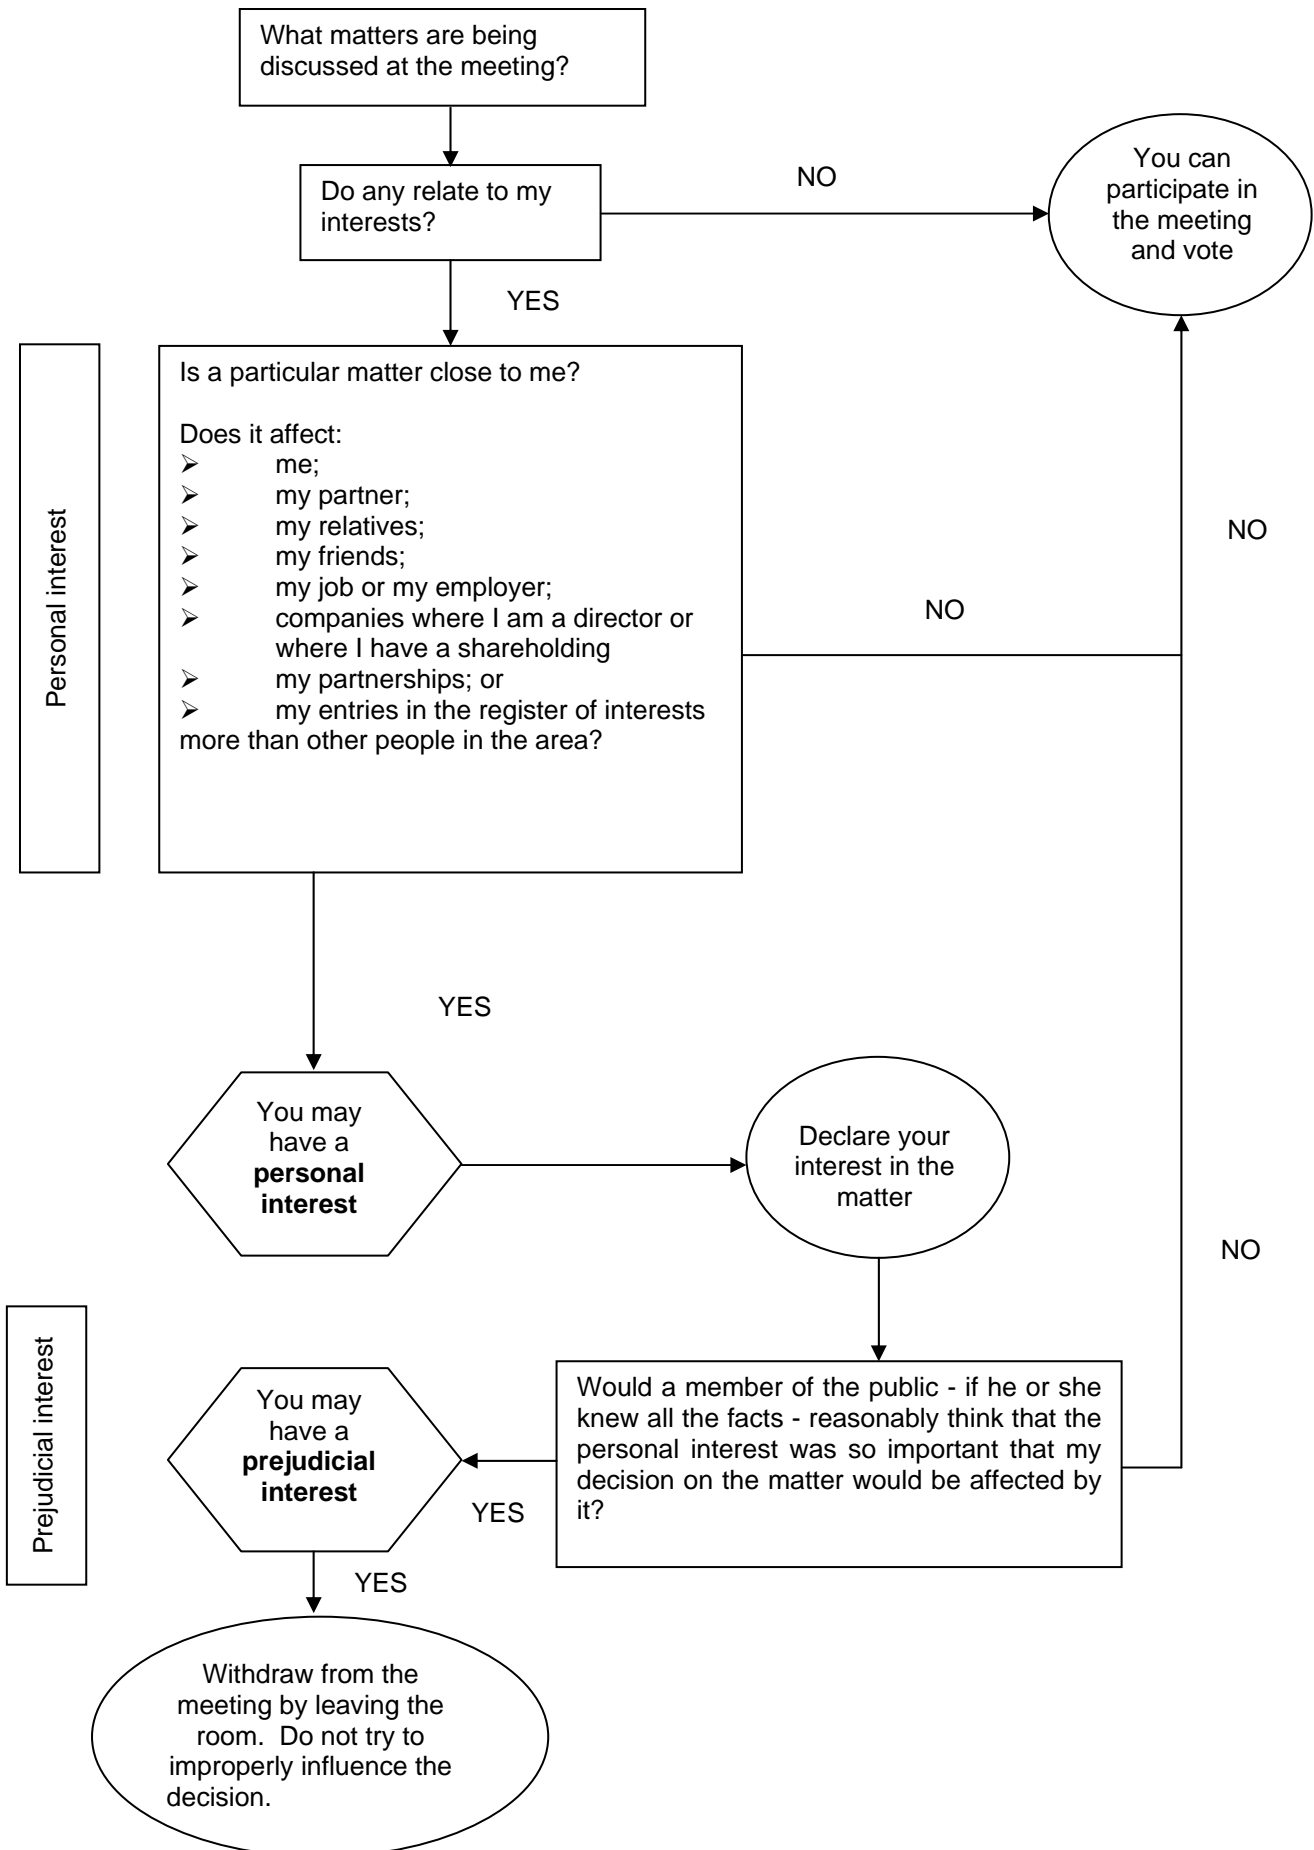 What matters are being
discussed at the meeting?
Do any relate to my
interests?
NO
You can
participate in
the meeting
and vote
YES
Personal interest
Is a particular matter close to me?
Does it affect:
➢ me;
➢ my partner;
➢ my relatives;
➢ my friends;
➢ my job or my employer;
➢ companies where I am a director or
where I have a shareholding
➢ my partnerships; or
➢ my entries in the register of interests
more than other people in the area?
NO
NO
YES
You may
have a
personal
interest
Declare your
interest in the
matter
NO
Prejudicial interest
You may
have a
prejudicial
interest
YES
Would a member of the public - if he or she
knew all the facts - reasonably think that the
personal interest was so important that my
decision on the matter would be affected by
it?
YES
Withdraw from the
meeting by leaving the
room. Do not try to
improperly influence the
decision.